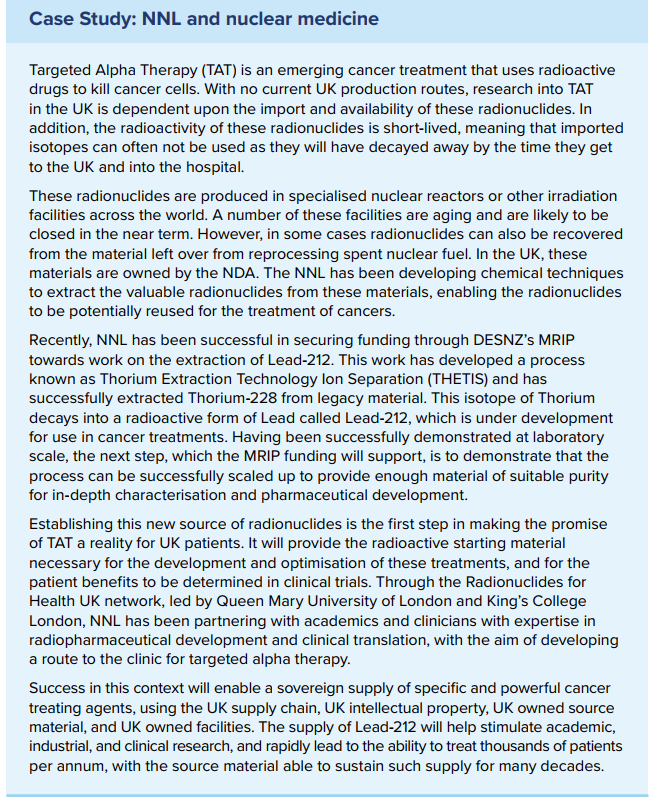 Case Study: NNL and nuclear medicine
Targeted Alpha Therapy (TAT) is an emerging cancer treatment that uses radioactive
drugs to kill cancer cells. With no current UK production routes, research into TAT
in the UK is dependent upon the import and availability of these radionuclides. In
addition, the radioactivity of these radionuclides is short-lived, meaning that imported
isotopes can often not be used as they will have decayed away by the time they get
to the UK and into the hospital.
These radionuclides are produced in specialised nuclear reactors or other irradiation
facilities across the world. A number of these facilities are aging and are likely to be
closed in the near term. However, in some cases radionuclides can also be recovered
from the material left over from reprocessing spent nuclear fuel. In the UK, these
materials are owned by the NDA. The NNL has been developing chemical techniques
to extract the valuable radionuclides from these materials, enabling the radionuclides
to be potentially reused for the treatment of cancers.
Recently, NNL has been successful in securing funding through DESNZ’s MRIP
towards work on the extraction of Lead-212. This work has developed a process
known as Thorium Extraction Technology Ion Separation (THETIS) and has
successfully extracted Thorium-228 from legacy material. This isotope of Thorium
decays into a radioactive form of Lead called Lead-212, which is under development
for use in cancer treatments. Having been successfully demonstrated at laboratory
scale, the next step, which the MRIP funding will support, is to demonstrate that the
process can be successfully scaled up to provide enough material of suitable purity
for in-depth characterisation and pharmaceutical development.
Establishing this new source of radionuclides is the first step in making the promise
of TAT a reality for UK patients. It will provide the radioactive starting material
necessary for the development and optimisation of these treatments, and for the
patient benefits to be determined in clinical trials. Through the Radionuclides for
Health UK network, led by Queen Mary University of London and King’s College
London, NNL has been partnering with academics and clinicians with expertise in
radiopharmaceutical development and clinical translation, with the aim of developing
a route to the clinic for targeted alpha therapy.
Success in this context will enable a sovereign supply of specific and powerful cancer
treating agents, using the UK supply chain, UK intellectual property, UK owned source
material, and UK owned facilities. The supply of Lead-212 will help stimulate academic,
industrial, and clinical research, and rapidly lead to the ability to treat thousands of patients
per annum, with the source material able to sustain such supply for many decades.